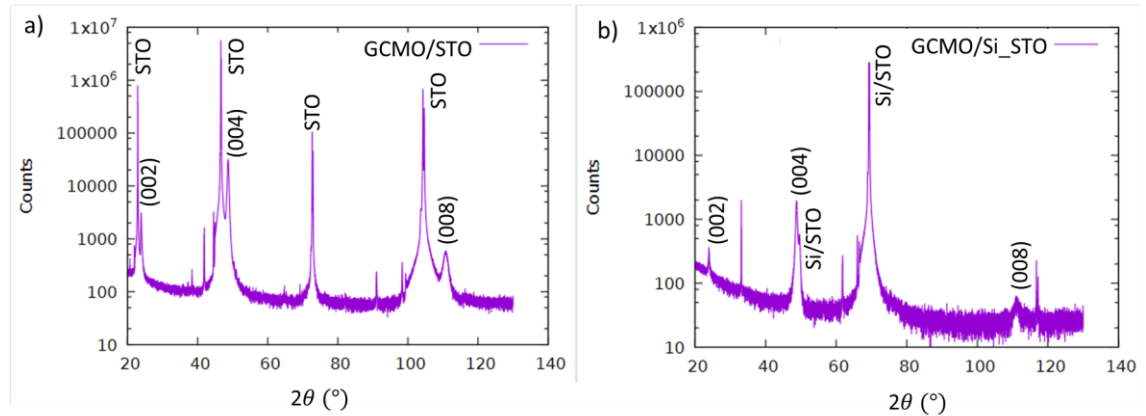 a)
1x10^7
1x10^6
100000
10000
1000
100
10
Counts
20
40
60
80
100
120
140
2θ (°)
GCMO/STO
STO
(002)
STO
(004)
STO
STO
(008)
b)
1x10^6
100000
10000
1000
100
10
Counts
20
40
60
80
100
120
140
2θ (°)
GCMO/Si_STO
(002)
(004)
Si/STO
Si/STO
(008)